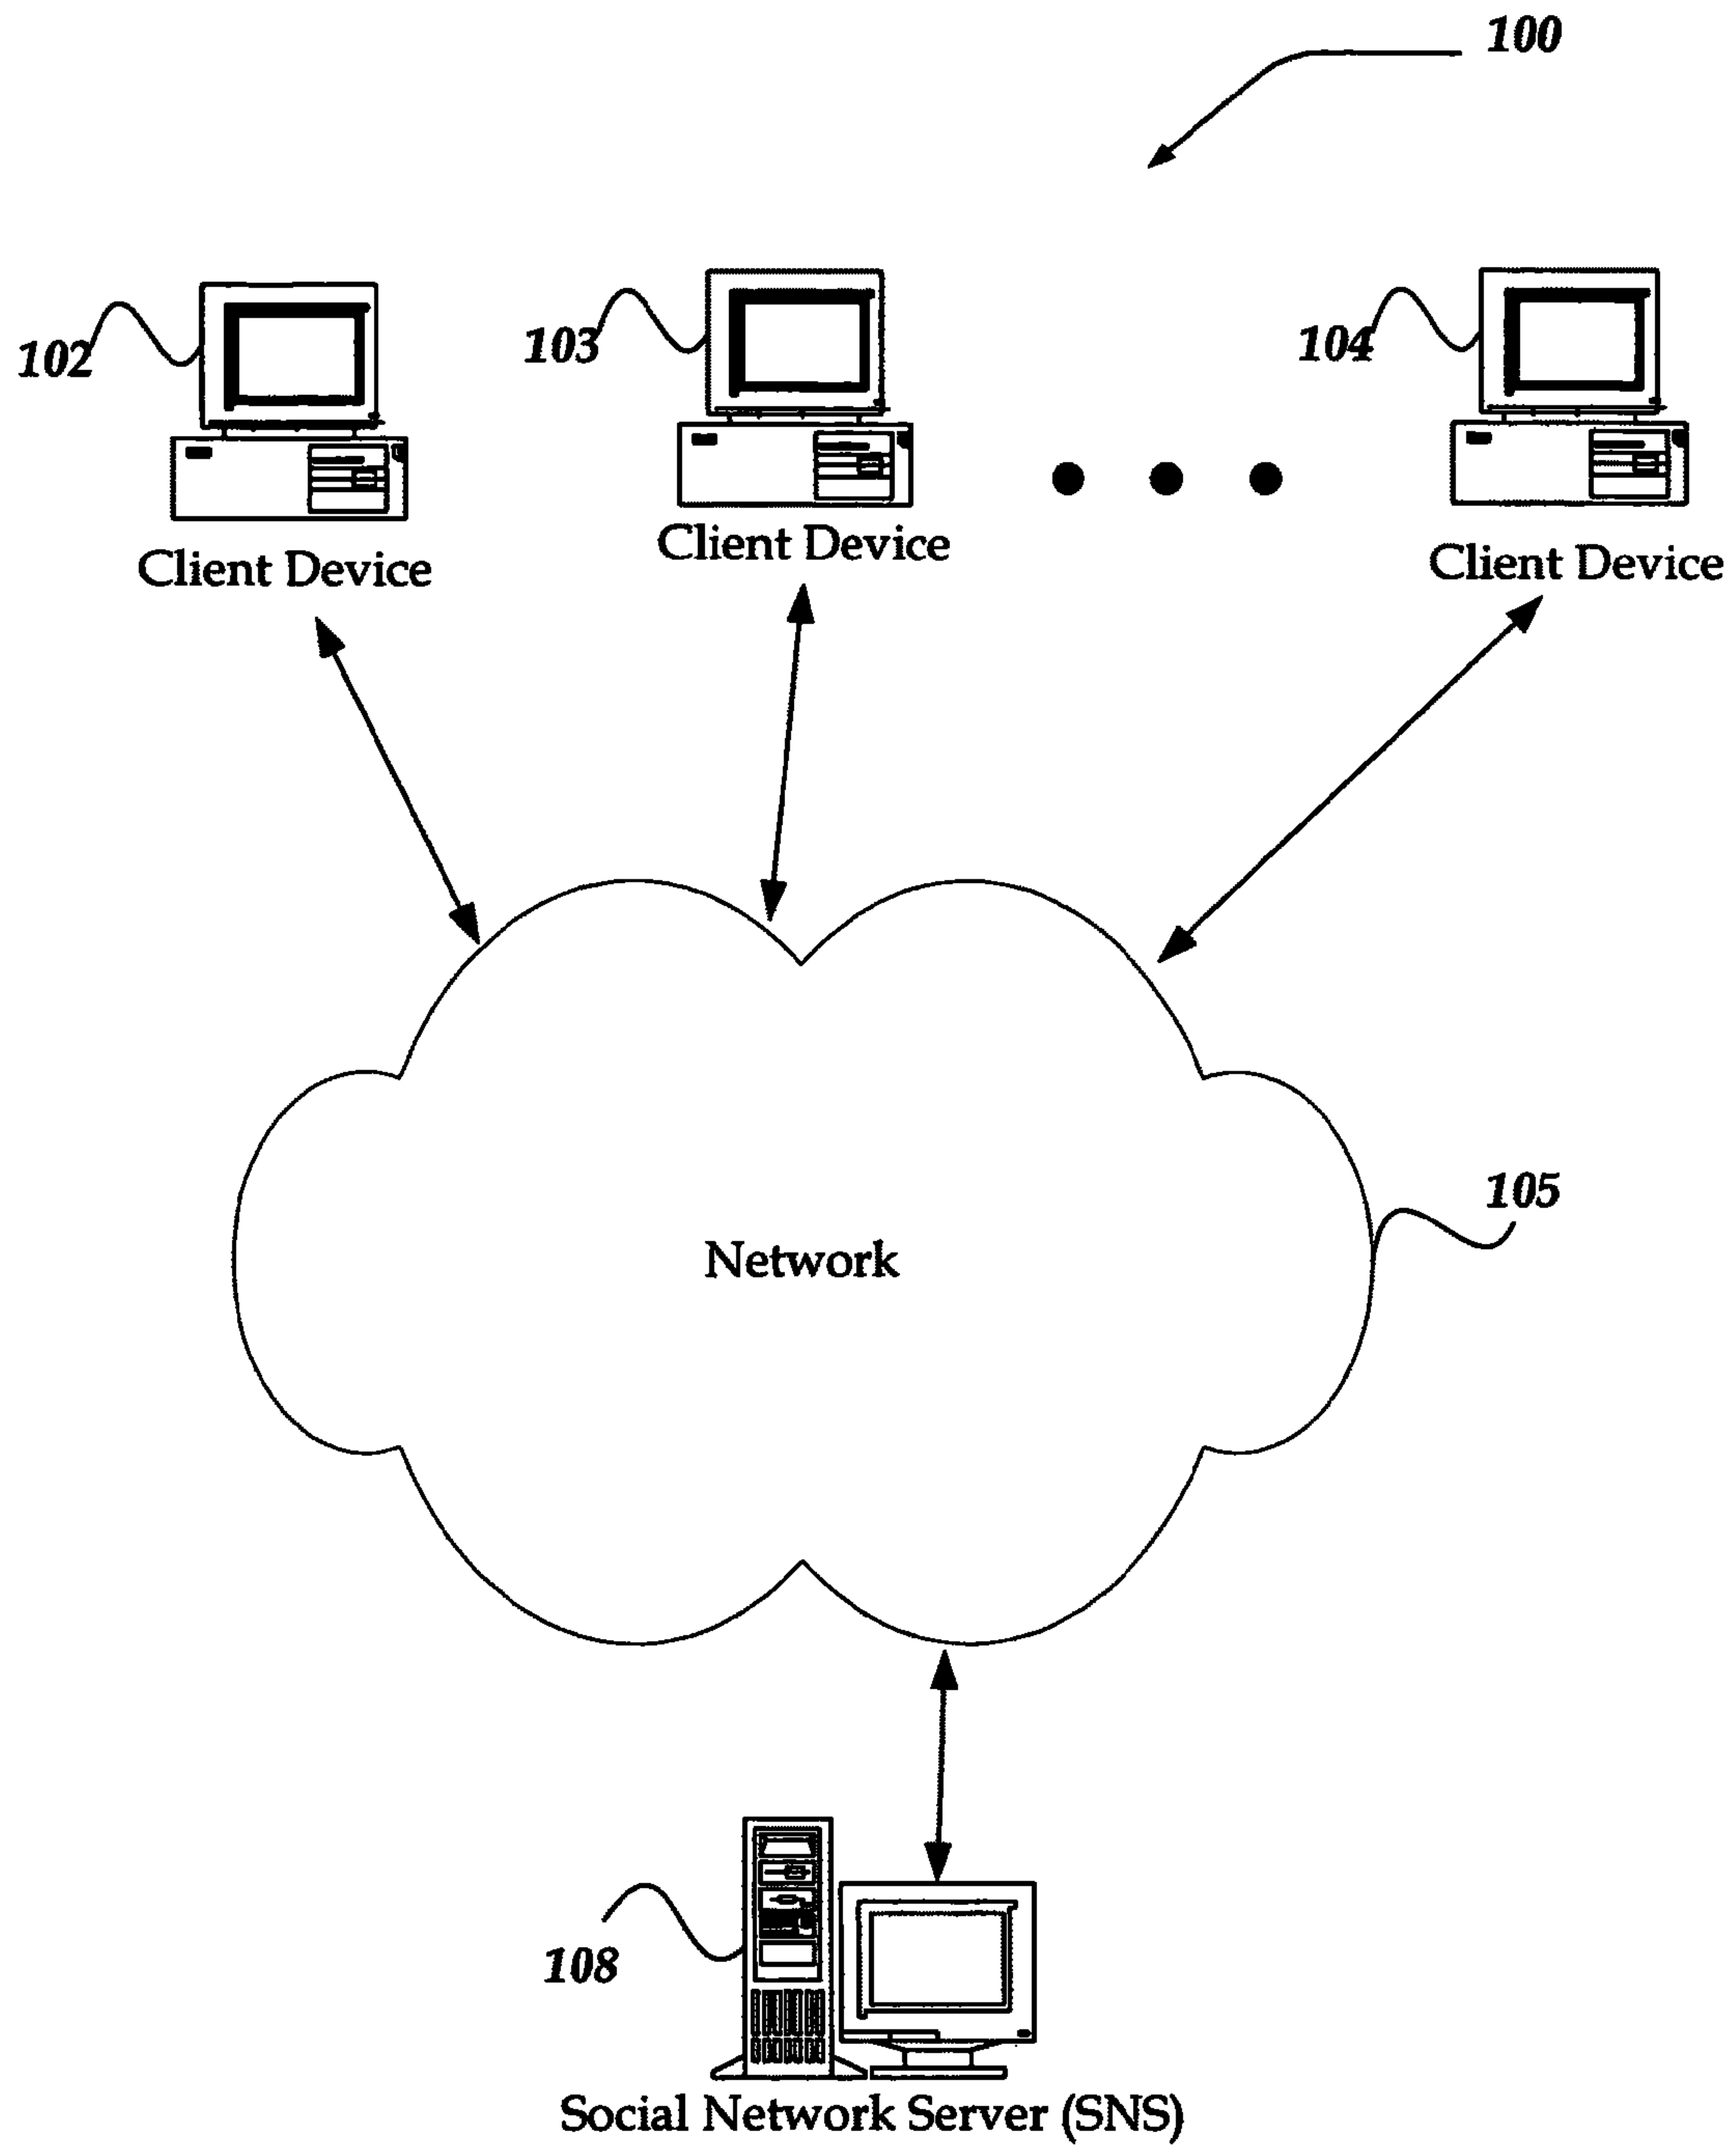 100
102
103
104
Client Device
Client Device
Client Device
105
Network
108
Social Network Server (SNS)